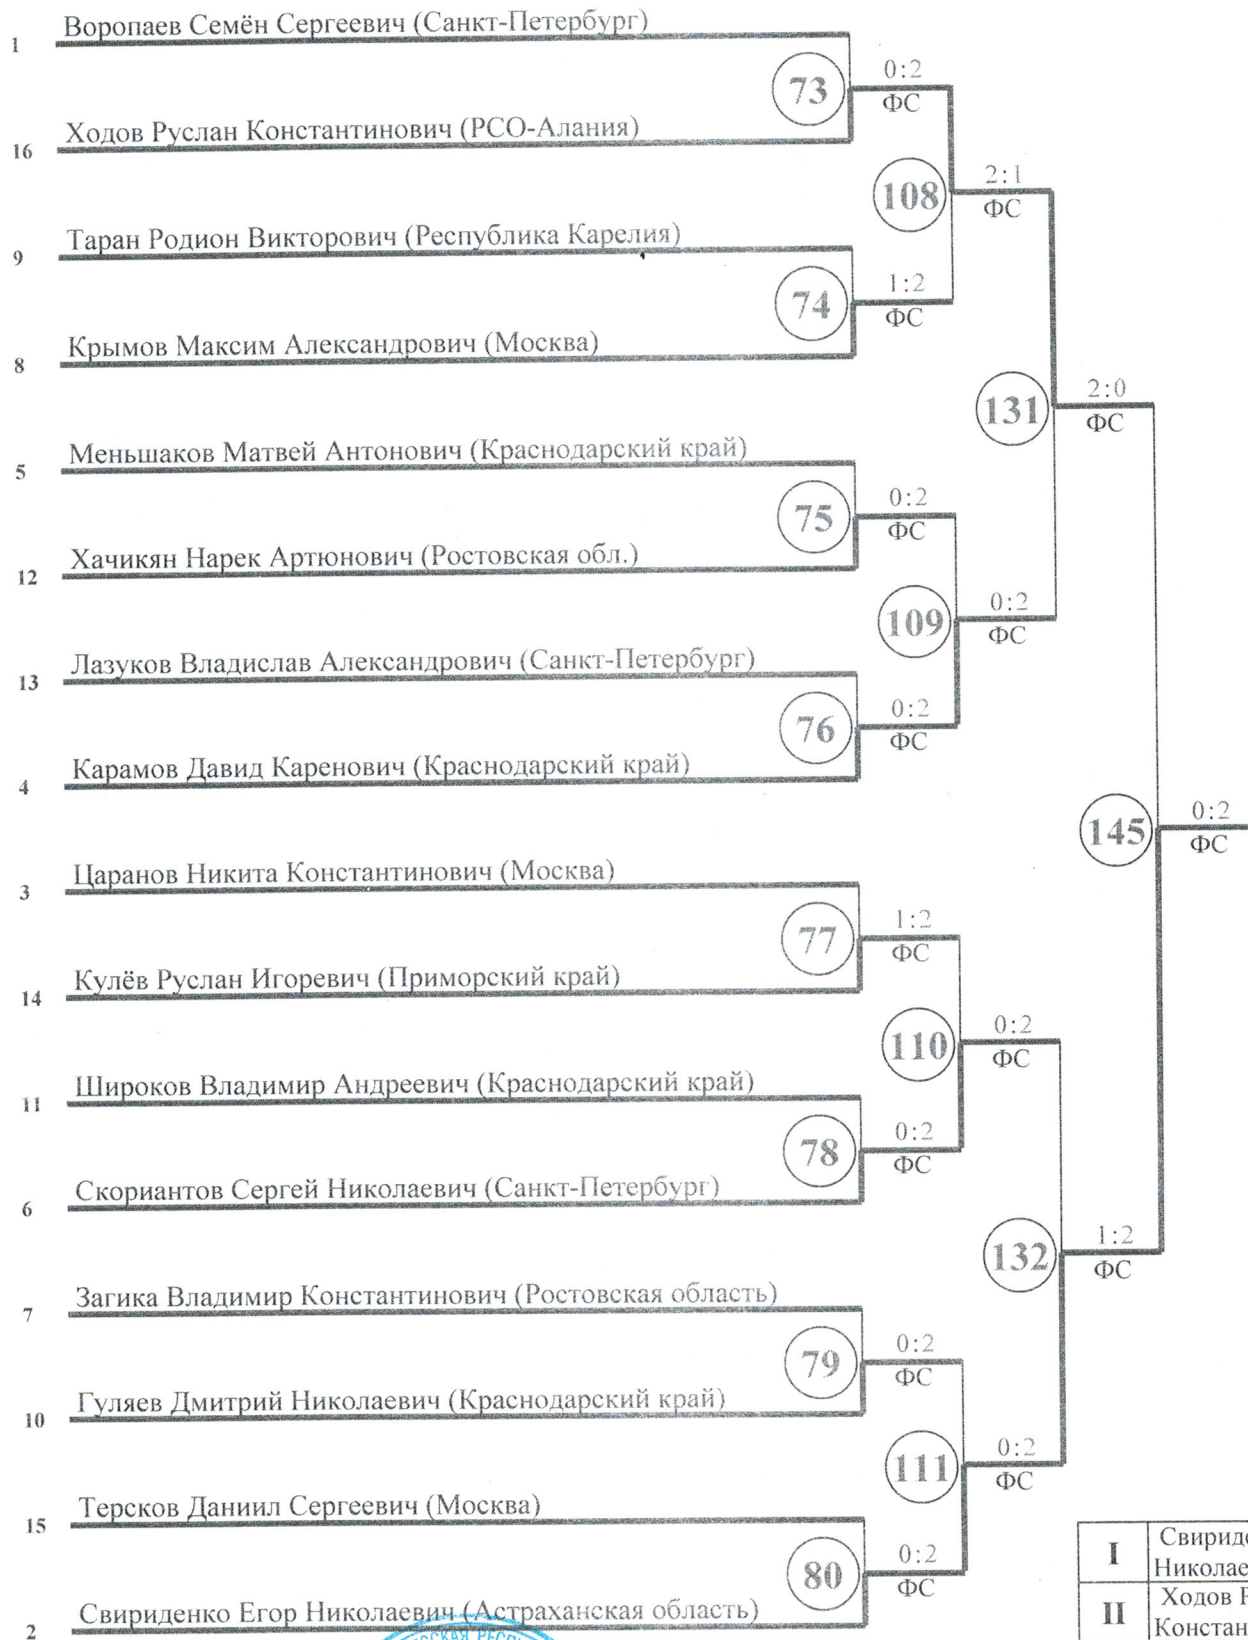 Воропаев Семён Сергеевич (Санкт-Петербург)
1
73
0:2
ФС
Ходов Руслан Константинович (РСО-Алания)
16
108
2:1
ФС
Таран Родион Викторович (Республика Карелия)
9
74
1:2
ФС
Крымов Максим Александрович (Москва)
8
131
2:0
ФС
Меньшаков Матвей Антонович (Краснодарский край)
5
75
0:2
ФС
Хачикян Нарек Артюнович (Ростовская обл.)
12
109
0:2
ФС
Лазуков Владислав Александрович (Санкт-Петербург)
13
76
0:2
ФС
Карамов Давид Каренович (Краснодарский край)
4
145
0:2
ФС
Царанов Никита Константинович (Москва)
3
77
1:2
ФС
Кулёв Руслан Игоревич (Приморский край)
14
110
0:2
ФС
Широков Владимир Андреевич (Краснодарский край)
11
78
0:2
ФС
Скориантов Сергей Николаевич (Санкт-Петербург)
6
132
1:2
ФС
Загика Владимир Константинович (Ростовская область)
7
79
0:2
ФС
Гуляев Дмитрий Николаевич (Краснодарский край)
10
111
0:2
ФС
Терсков Даниил Сергеевич (Москва)
15
80
0:2
ФС
Свириденко Егор Николаевич (Астраханская область)
2
I
Свириде
Николае
II
Ходов Р
Констан